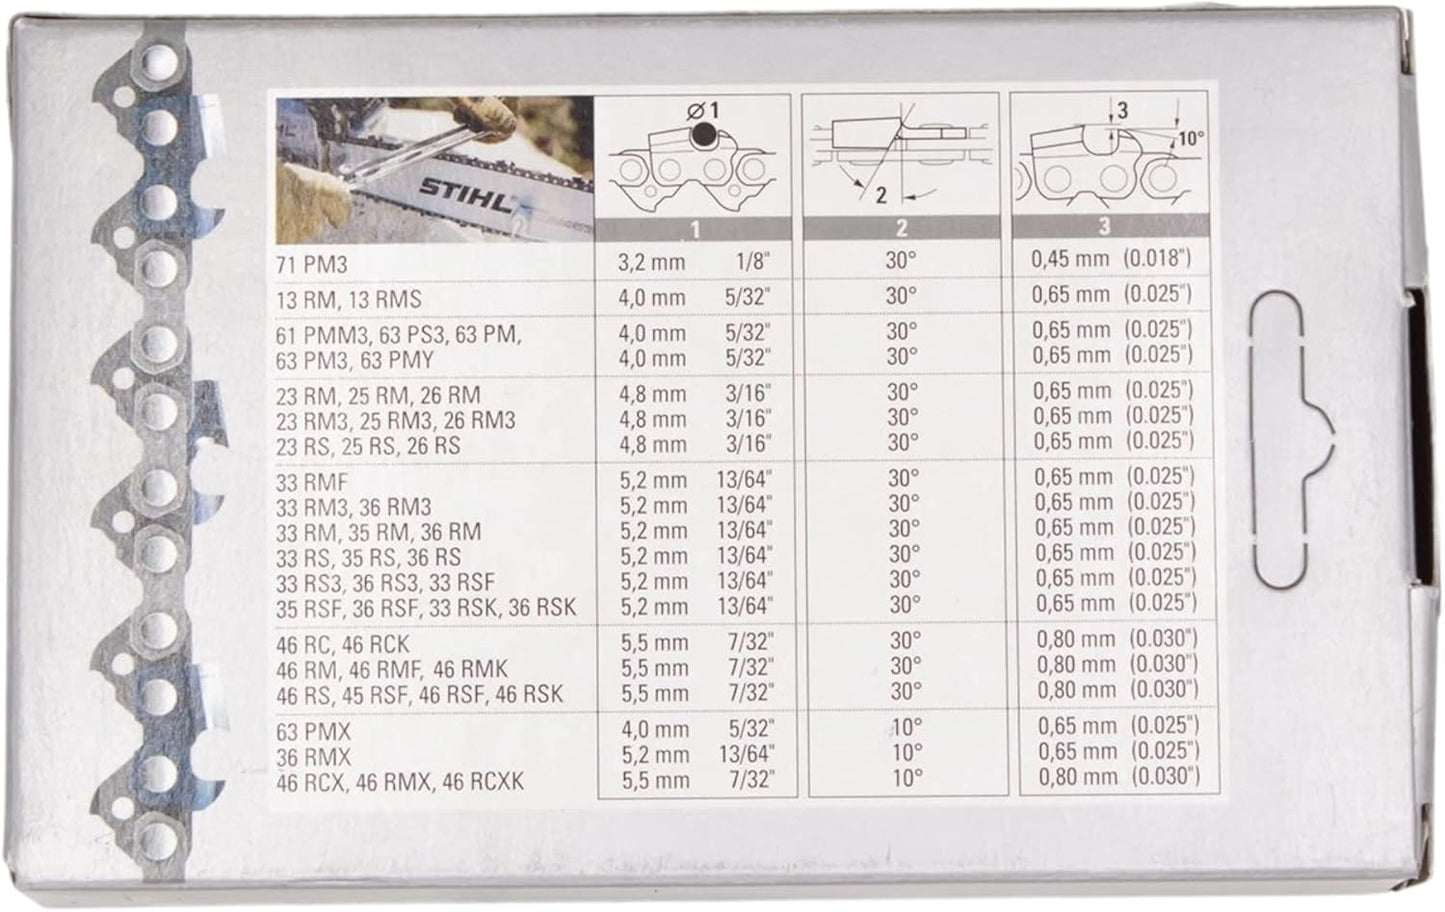 STIHL
Ø1
2
3
10°
1 2 3
71 PM3 3,2 mm 1/8" 30° 0,45 mm (0.018")
13 RM, 13 RMS 4,0 mm 5/32" 30° 0,65 mm (0.025")
61 PMM3, 63 PS3, 63 PM, 4,0 mm 5/32" 30° 0,65 mm (0.025")
63 PM3, 63 PMY 4,0 mm 5/32" 30° 0,65 mm (0.025")
23 RM, 25 RM, 26 RM 4,8 mm 3/16" 30° 0,65 mm (0.025")
23 RM3, 25 RM3, 26 RM3 4,8 mm 3/16" 30° 0,65 mm (0.025")
23 RS, 25 RS, 26 RS 4,8 mm 3/16" 30° 0,65 mm (0.025")
33 RMF 5,2 mm 13/64" 30° 0,65 mm (0.025")
33 RM3, 36 RM3 5,2 mm 13/64" 30° 0,65 mm (0.025")
33 RM, 35 RM, 36 RM 5,2 mm 13/64" 30° 0,65 mm (0.025")
33 RS, 35 RS, 36 RS 5,2 mm 13/64" 30° 0,65 mm (0.025")
33 RS3, 36 RS3, 33 RSF 5,2 mm 13/64" 30° 0,65 mm (0.025")
35 RSF, 36 RSF, 33 RSK, 36 RSK 5,2 mm 13/64" 30° 0,65 mm (0.025")
46 RC, 46 RCK 5,5 mm 7/32" 30° 0,80 mm (0.030")
46 RM, 46 RMF, 46 RMK 5,5 mm 7/32" 30° 0,80 mm (0.030")
46 RS, 45 RSF, 46 RSF, 46 RSK 5,5 mm 7/32" 30° 0,80 mm (0.030")
63 PMX 4,0 mm 5/32" 10° 0,65 mm (0.025")
36 RMX 5,2 mm 13/64" 10° 0,65 mm (0.025")
46 RCX, 46 RMX, 46 RCXK 5,5 mm 7/32" 10° 0,80 mm (0.030")